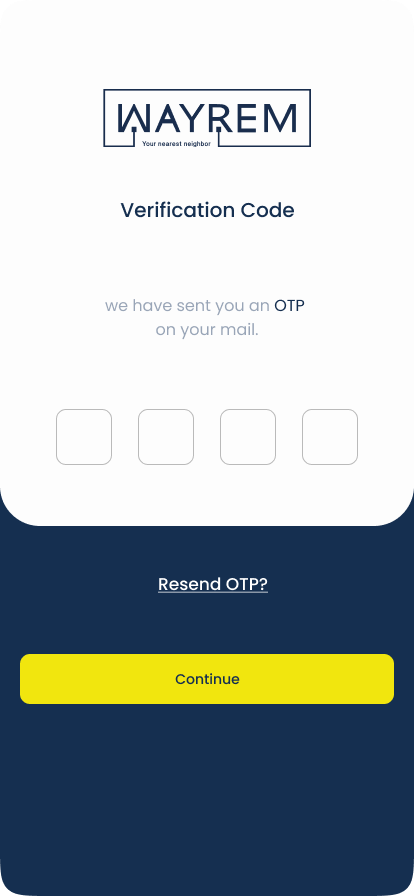 WAYREM
Your nearest neighbor
Verification Code
we have sent you an OTP
on your mail.
Resend OTP?
Continue